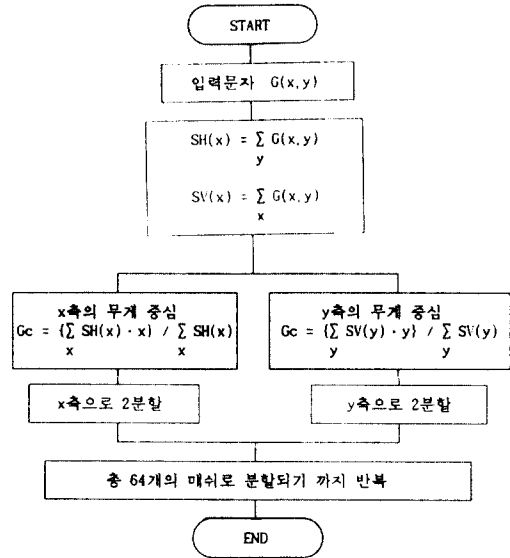 START
입력문자 G(x,y)
SH(x) = ∑ G(x,y)
y
SV(x) = ∑ G(x,y)
x
x축의 무게 중심
Gc = {∑ SH(x)·x) / ∑ SH(x)
x x
y축의 무게 중심
Gc = {∑ SV(y)·y} / ∑ SV(y)
y y
x축으로 2분할
y축으로 2분할
총 64개의 매쉬로 분할되기 까지 반복
END